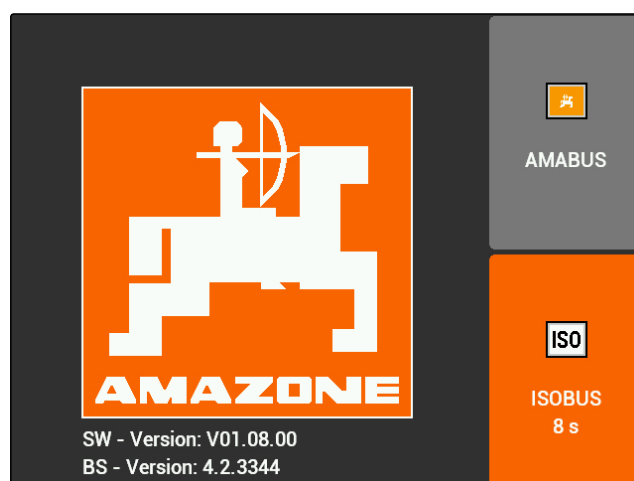 AMAZONE
SW - Version: V01.08.00
BS - Version: 4.2.3344
AMABUS
ISO
ISOBUS
8 s